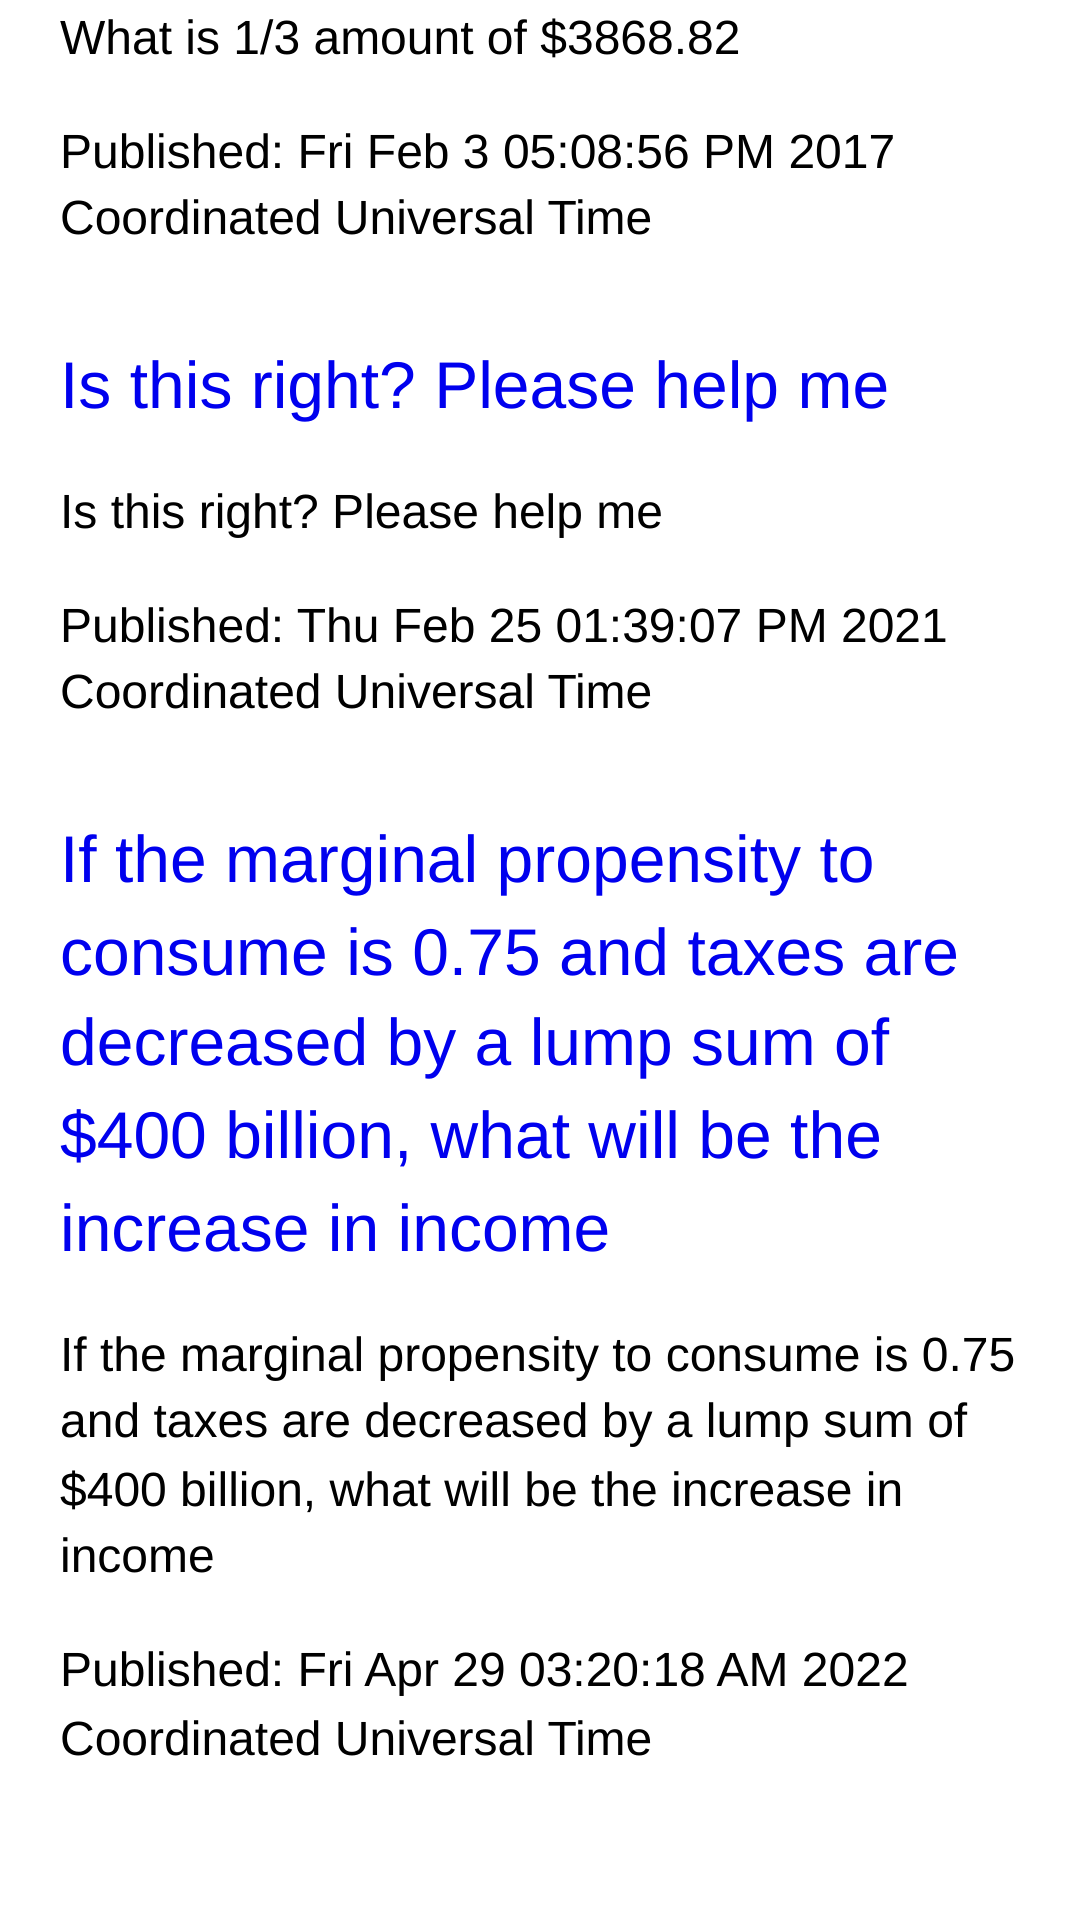 What is 1/3 amount of $3868.82
Published: Fri Feb 3 05:08:56 PM 2017
Coordinated Universal Time
Is this right? Please help me
Is this right? Please help me
Published: Thu Feb 25 01:39:07 PM 2021
Coordinated Universal Time
If the marginal propensity to
consume is 0.75 and taxes are
decreased by a lump sum of
$400 billion, what will be the
increase in income
If the marginal propensity to consume is 0.75
and taxes are decreased by a lump sum of
$400 billion, what will be the increase in
income
Published: Fri Apr 29 03:20:18 AM 2022
Coordinated Universal Time